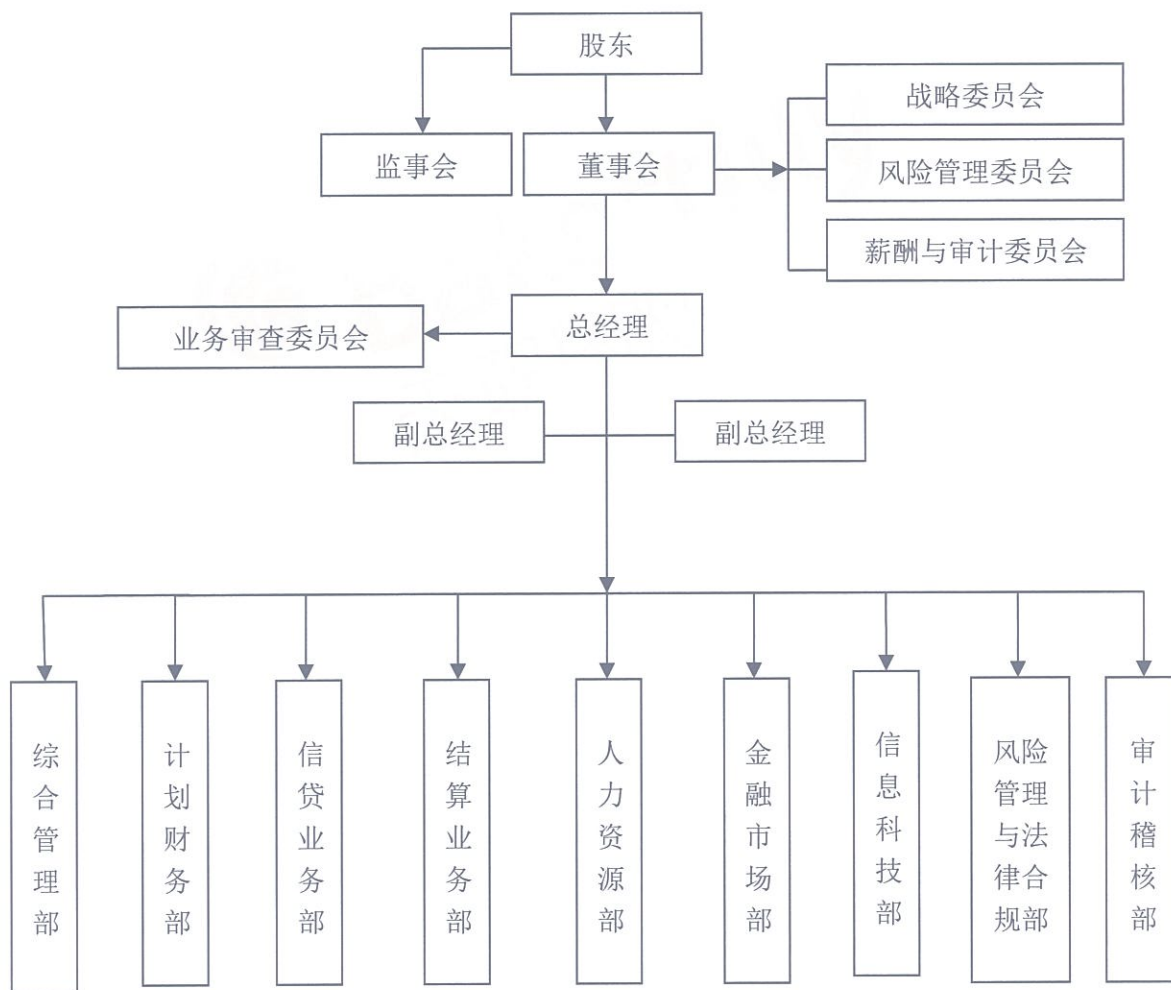 股东
战略委员会
监事会
董事会
风险管理委员会
薪酬与审计委员会
总经理
业务审查委员会
副总经理
副总经理
综合管理部
计划财务部
信贷业务部
结算业务部
人力资源部
金融市场部
信息科技部
风险
管理
与法
律合
规部
审计稽核部